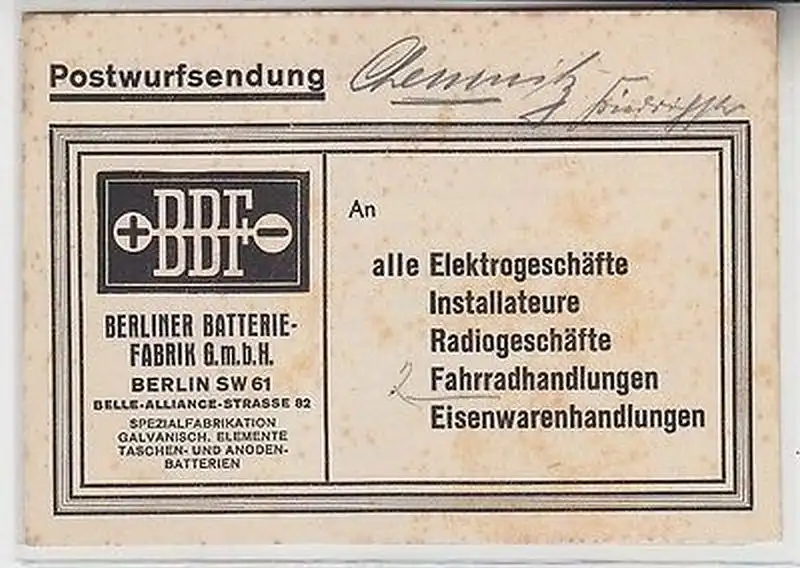 Postwurfsendung Chemnitz
BBF
BERLINER BATTERIE-
FABRIK G.m.b.H.
BERLIN SW 61
BELLE-ALLIANCE-STRASSE 82
SPEZIALFABRIKATION
GALVANISCH. ELEMENTE
TASCHEN- UND ANODEN-
BATTERIEN
An
alle Elektrogeschäfte
Installateure
Radiogeschäfte
2 Fahrradhandlungen
Eisenwarenhandlungen